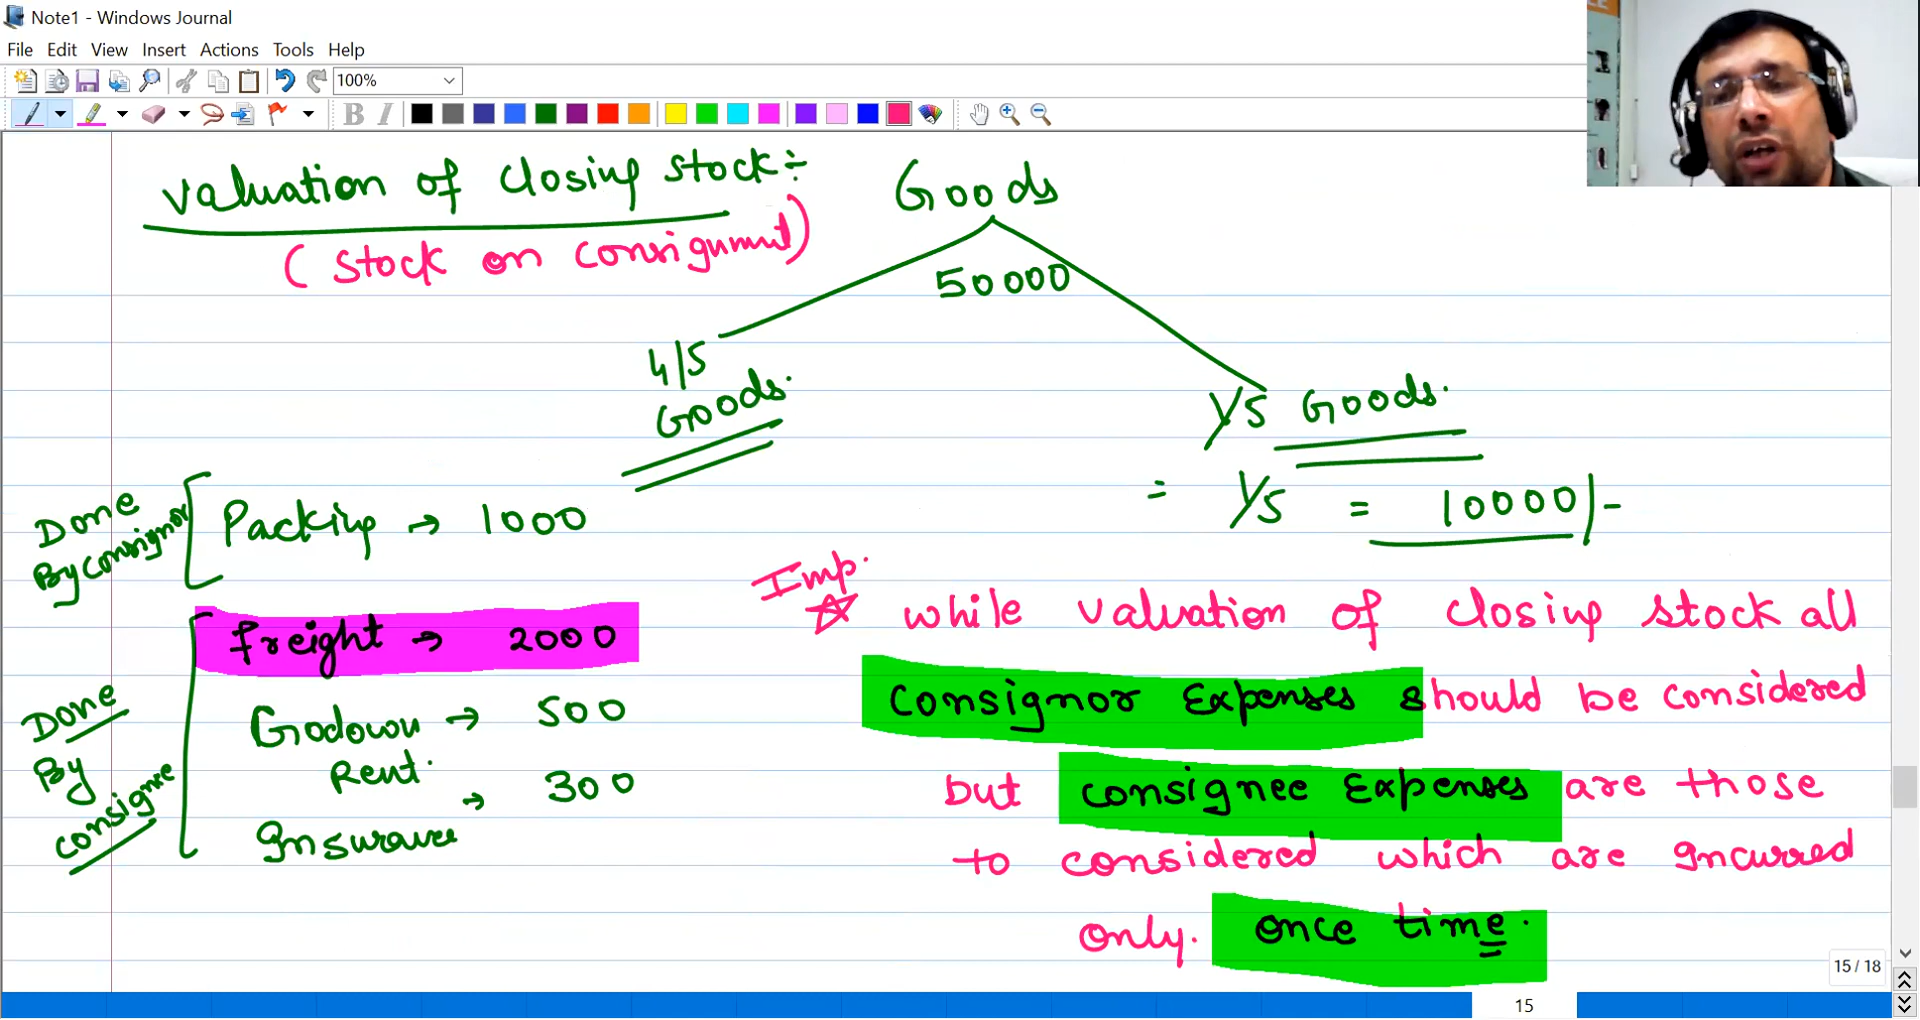 Note1 - Windows Journal
File Edit View Insert Actions Tools Help
100%
B I
Valuation of closing stock:-
(Stock on consignment)
Goods
50000
4/5
Goods.
1/5 Goods.
= 1/5 = 10000/-
Done
By consignor
Packing → 1000
Freight → 2000
Godown → 500
Rent.
Insurance → 300
Done
By
consignee
Imp.
☆ while valuation of closing stock all
consignor Expenses should be considered
but consignee Expenses are those
to considered which are Incurred
only. once time.
15 / 18
15